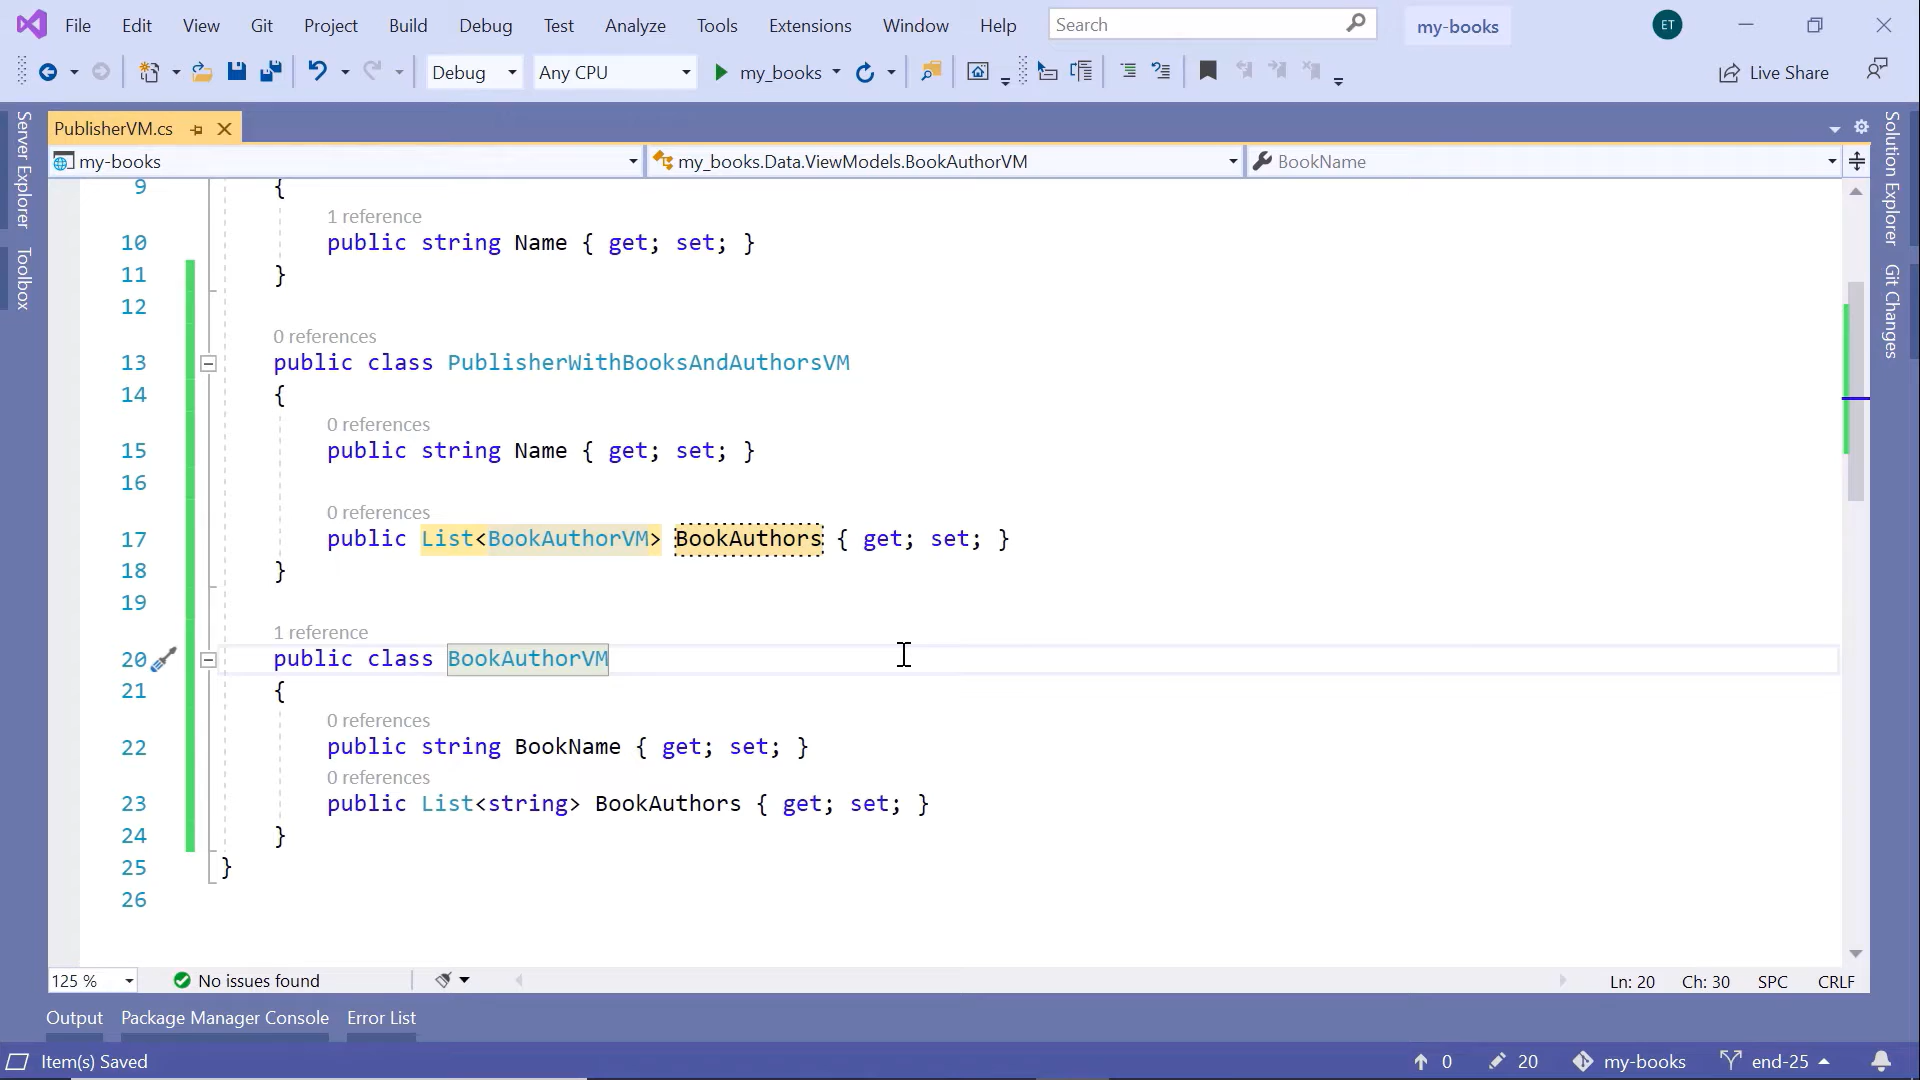 File Edit View Git Project Build Debug Test Analyze Tools Extensions Window Help Search my-books ET
Debug Any CPU my_books Live Share
PublisherVM.cs
my-books my_books.Data.ViewModels.BookAuthorVM BookName
Server Explorer
Toolbox
Solution Explorer
Git Changes
9 {
1 reference
10 public string Name { get; set; }
11 }
12
0 references
13 public class PublisherWithBooksAndAuthorsVM
14 {
0 references
15 public string Name { get; set; }
16
0 references
17 public List<BookAuthorVM> BookAuthors { get; set; }
18 }
19
1 reference
20 public class BookAuthorVM
21 {
0 references
22 public string BookName { get; set; }
0 references
23 public List<string> BookAuthors { get; set; }
24 }
25 }
26
125 % No issues found Ln: 20 Ch: 30 SPC CRLF
Output Package Manager Console Error List
Item(s) Saved 0 20 my-books end-25